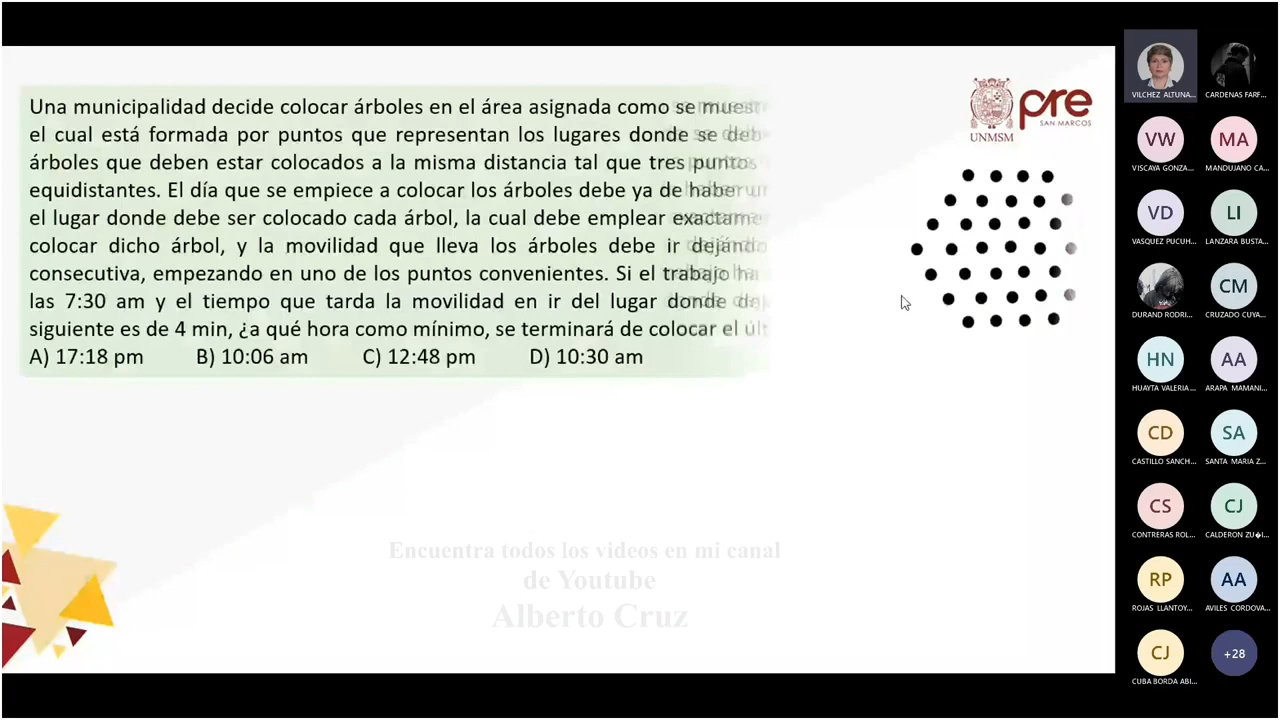 Una municipalidad decide colocar árboles en el área asignada como se
el cual está formada por puntos que representan los lugares donde se
árboles que deben estar colocados a la misma distancia tal que tres puntos
equidistantes. El día que se empiece a colocar los árboles debe ya de haber
el lugar donde debe ser colocado cada árbol, la cual debe emplear
colocar dicho árbol, y la movilidad que lleva los árboles debe ir
consecutiva, empezando en uno de los puntos convenientes. Si el trabajo
las 7:30 am y el tiempo que tarda la movilidad en ir del lugar donde
siguiente es de 4 min, ¿a qué hora como mínimo, se terminará de colocar el
A) 17:18 pm B) 10:06 am C) 12:48 pm D) 10:30 am
UNMSM
pre
SAN MARCOS
Encuentra todos los videos en mi canal
de Youtube
Alberto Cruz
VILCHEZ ALTUNA... CARDENAS FARF...
VW MA
VISCAYA GONZA... MANDUJANO CA...
VD LI
VASQUEZ PUCUH... LANZARA BUSTA...
CM
DURAND RODRI... CRUZADO CUYA...
HN AA
HUAYTA VALERIA... ARAPA MAMANI...
CD SA
CASTILLO SANCH... SANTA MARIA Z...
CS CJ
CONTRERAS ROL... CALDERON ZU�I...
RP AA
ROJAS LLANTOY... AVILES CORDOVA...
CJ +28
CUBA BORDA ABI...